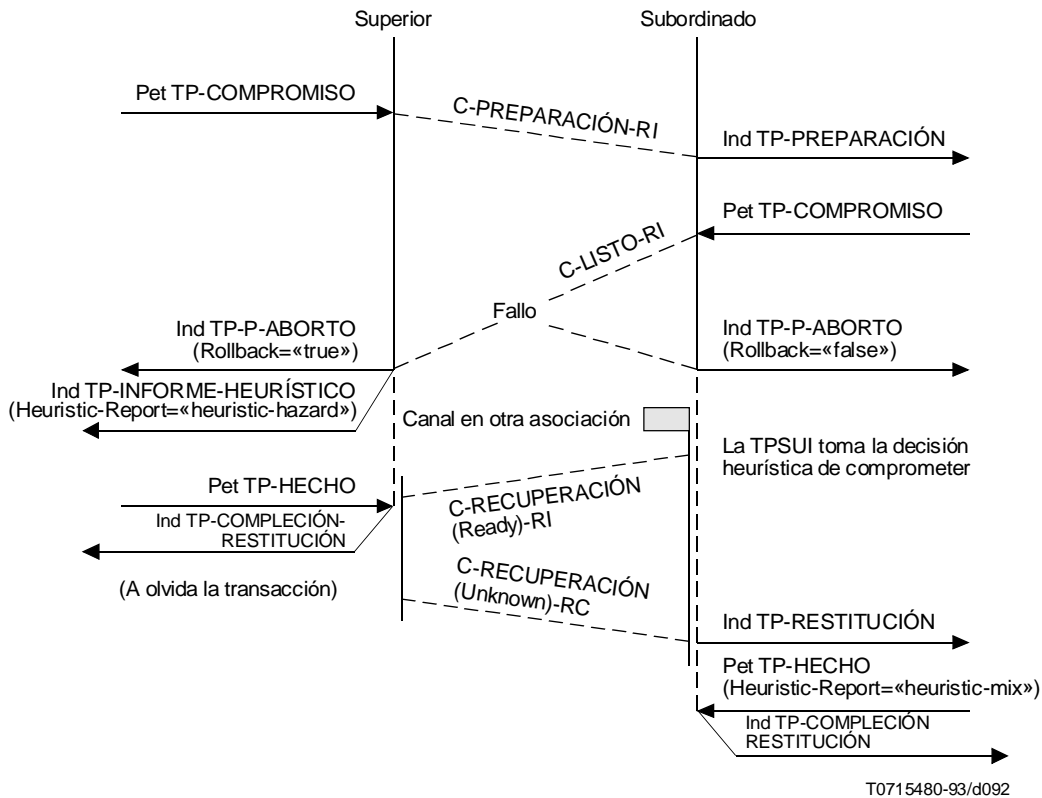 Superior
Subordinado
Pet TP-COMPROMISO
C-PREPARACIÓN-RI
Ind TP-PREPARACIÓN
Pet TP-COMPROMISO
C-LISTO-RI
Fallo
Ind TP-P-ABORTO
(Rollback=«true»)
Ind TP-P-ABORTO
(Rollback=«false»)
Ind TP-INFORME-HEURÍSTICO
(Heuristic-Report=«heuristic-hazard»)
Canal en otra asociación
La TPSUI toma la decisión
heurística de comprometer
Pet TP-HECHO
C-RECUPERACIÓN
(Ready)-RI
Ind TP-COMPLECIÓN-
RESTITUCIÓN
(A olvida la transacción)
C-RECUPERACIÓN
(Unknown)-RC
Ind TP-RESTITUCIÓN
Pet TP-HECHO
(Heuristic-Report=«heuristic-mix»)
Ind TP-COMPLECIÓN
RESTITUCIÓN
T0715480-93/d092